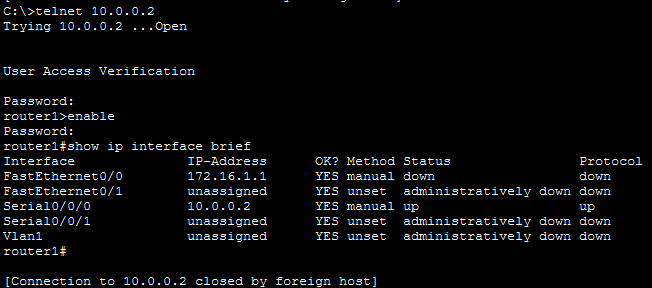 C:\>telnet 10.0.0.2
Trying 10.0.0.2 ...Open
User Access Verification
Password:
router1>enable
Password:
router1#show ip interface brief
Interface IP-Address OK? Method Status Protocol
FastEthernet0/0 172.16.1.1 YES manual down down
FastEthernet0/1 unassigned YES unset administratively down down
Serial0/0/0 10.0.0.2 YES manual up up
Serial0/0/1 unassigned YES unset administratively down down
Vlan1 unassigned YES unset administratively down down
router1#
[Connection to 10.0.0.2 closed by foreign host]